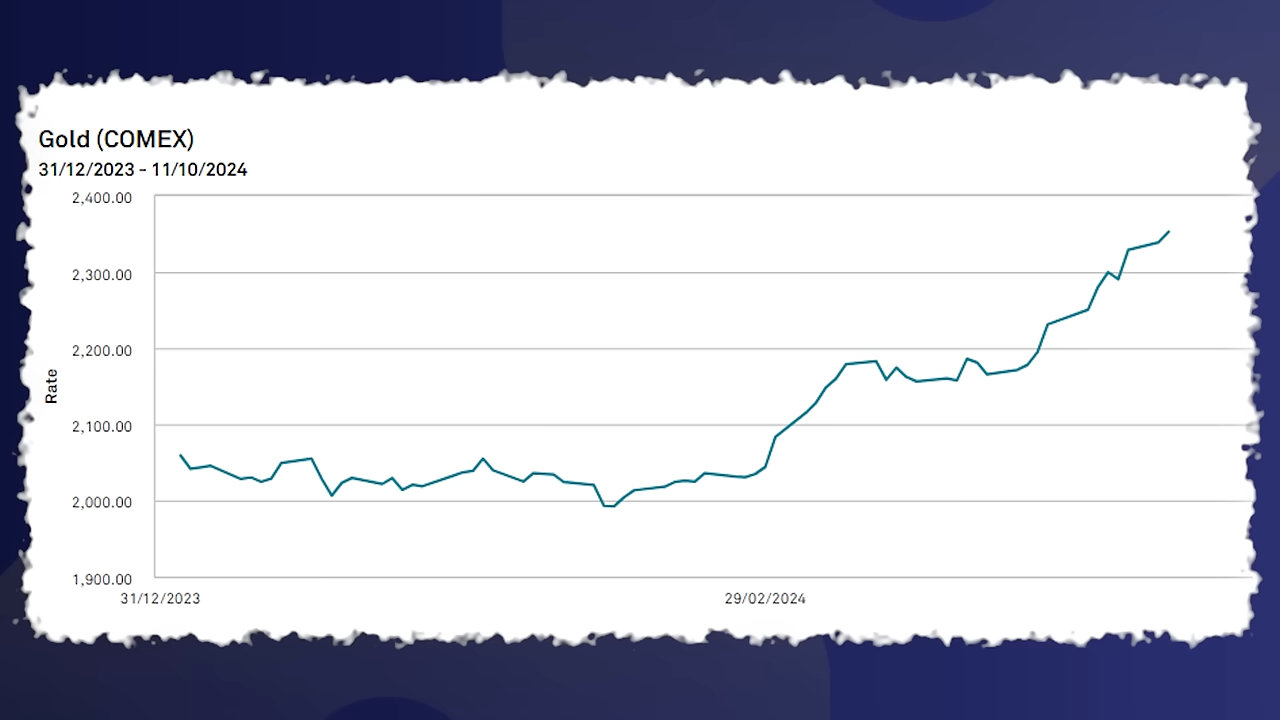 Gold (COMEX)
31/12/2023 - 11/10/2024
2,400.00
2,300.00
2,200.00
Rate
2,100.00
2,000.00
1,900.00
31/12/2023
29/02/2024